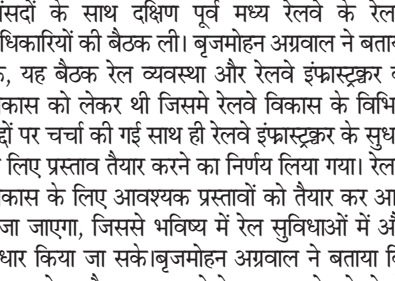 ंसदों के साथ दक्षिण पूर्व मध्य रेलवे के रेल
धिकारियों की बैठक ली। बृजमोहन अग्रवाल ने बता
, यह बैठक रेल व्यवस्था और रेलवे इंफ्रास्ट्रक्चर
कास को लेकर थी जिसमे रेलवे विकास के विभि
द्दों पर चर्चा की गई साथ ही रेलवे इंफ्रास्ट्रक्चर के सुध
लिए प्रस्ताव तैयार करने का निर्णय लिया गया। रेल
कास के लिए आवश्यक प्रस्तावों को तैयार कर आ
जा जाएगा, जिससे भविष्य में रेल सुविधाओं में औ
धार किया जा सके।बृजमोहन अग्रवाल ने बताया